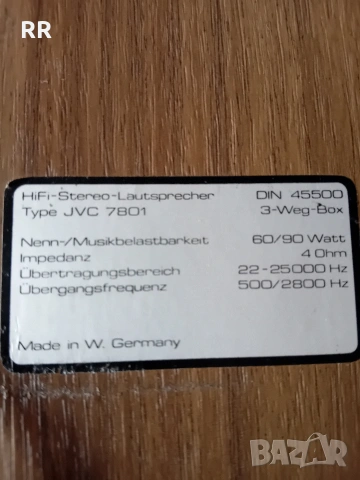 RR
HiFi-Stereo-Lautsprecher DIN 45500
Type JVC 7801 3-Weg-Box
Nenn-/Musikbelastbarkeit 60/90 Watt
Impedanz 4 Ohm
Übertragungsbereich 22-25000 Hz
Übergangsfrequenz 500/2800 Hz
Made in W. Germany
BAZAR